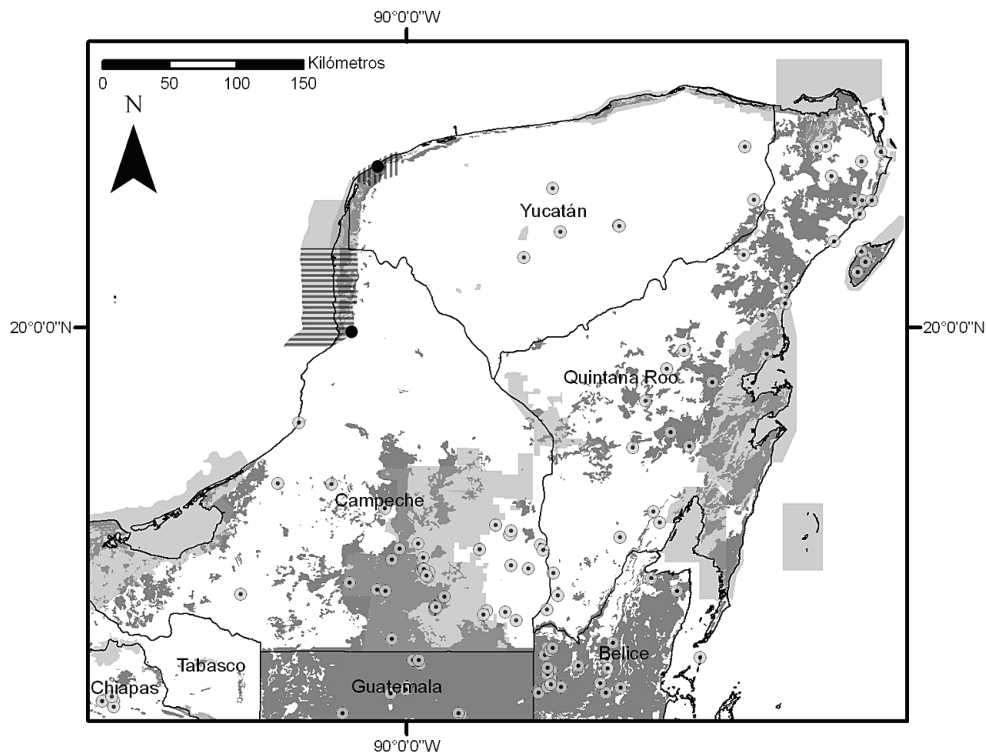 90°0'0"W
Kilómetros
0 50 100 150
N
Yucatán
20°0'0"N
20°0'0"N
Quintana Roo
Campeche
Belice
Tabasco
Guatemala
Chiapas
90°0'0"W